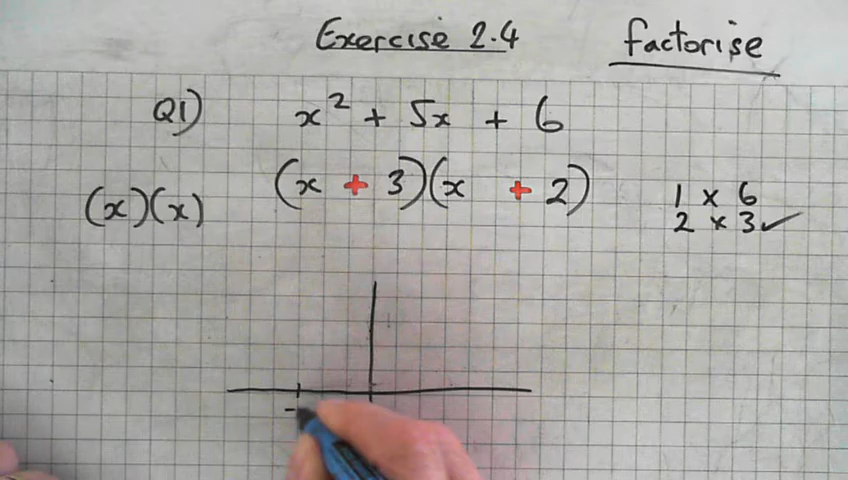 Exercise 2.4 factorise
Q1) x² + 5x + 6
(x)(x) (x + 3)(x + 2)
1 x 6
2 x 3 ✓
-